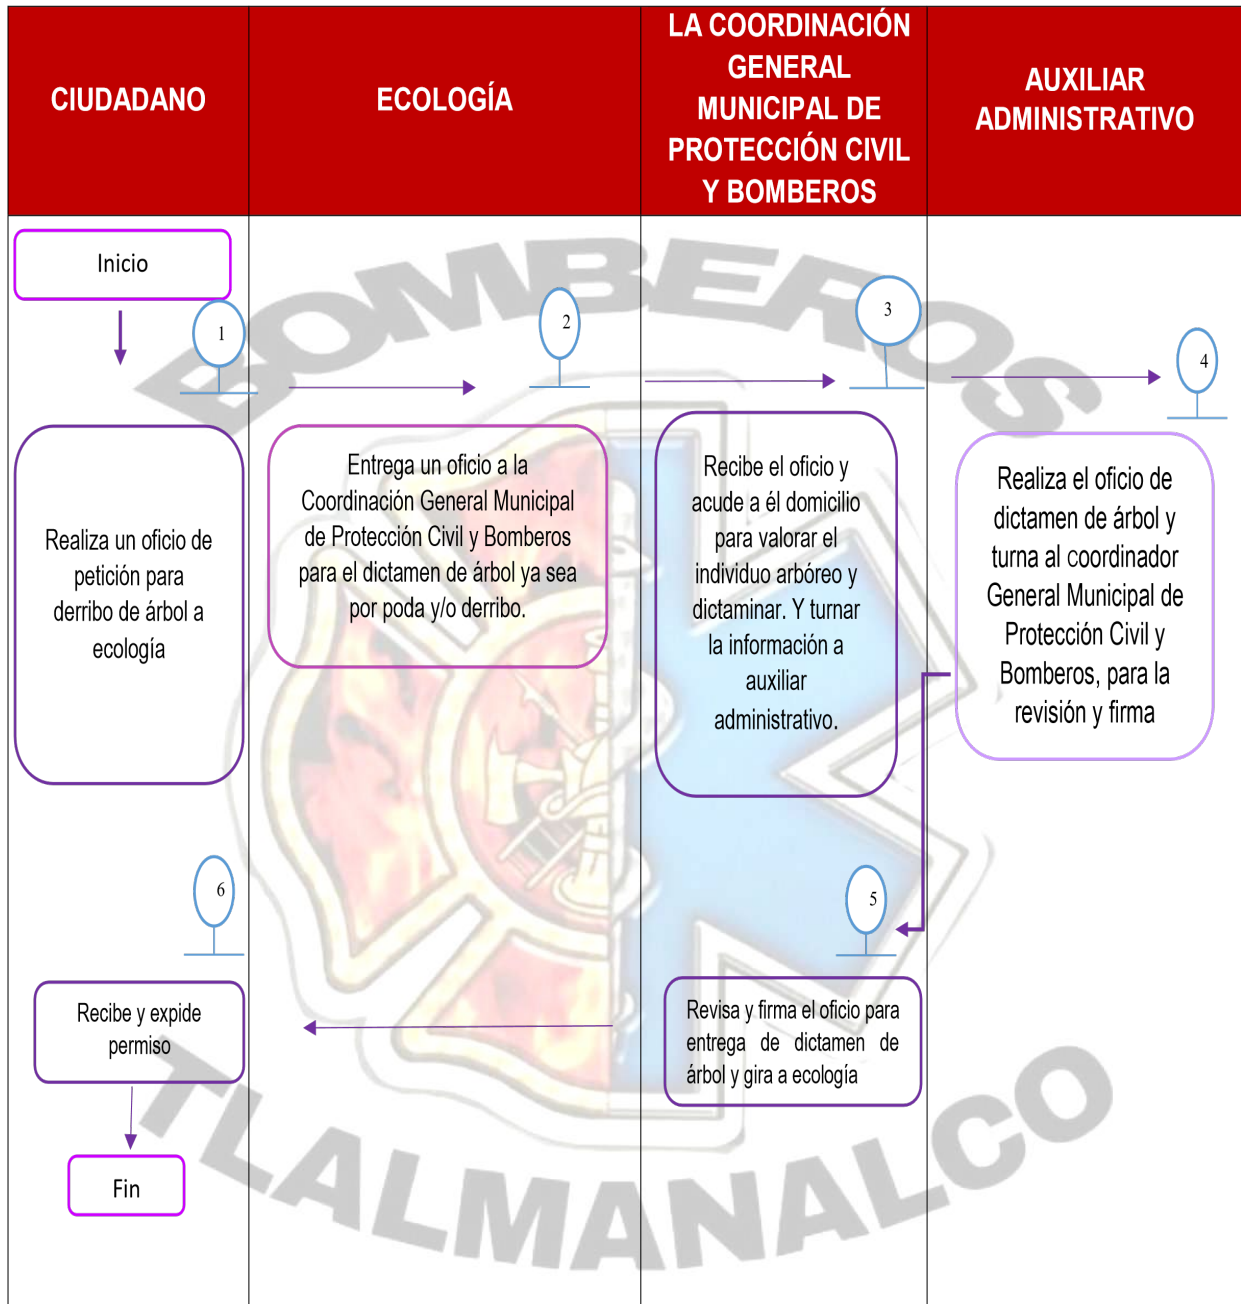 CIUDADANO
ECOLOGÍA
LA COORDINACIÓN
GENERAL
MUNICIPAL DE
PROTECCIÓN CIVIL
Y BOMBEROS
AUXILIAR
ADMINISTRATIVO
BOMBEROS
Inicio
1
2
3
4
Realiza un oficio de
petición para
derribo de árbol a
ecología
Entrega un oficio a la
Coordinación General Municipal
de Protección Civil y Bomberos
para el dictamen de árbol ya sea
por poda y/o derribo.
Recibe el oficio y
acude a él domicilio
para valorar el
individuo arbóreo y
dictaminar. Y turnar
la información a
auxiliar
administrativo.
Realiza el oficio de
dictamen de árbol y
turna al coordinador
General Municipal de
Protección Civil y
Bomberos, para la
revisión y firma
6
5
Recibe y expide
permiso
Revisa y firma el oficio para
entrega de dictamen de
árbol y gira a ecología
Fin
TLALMANALCO